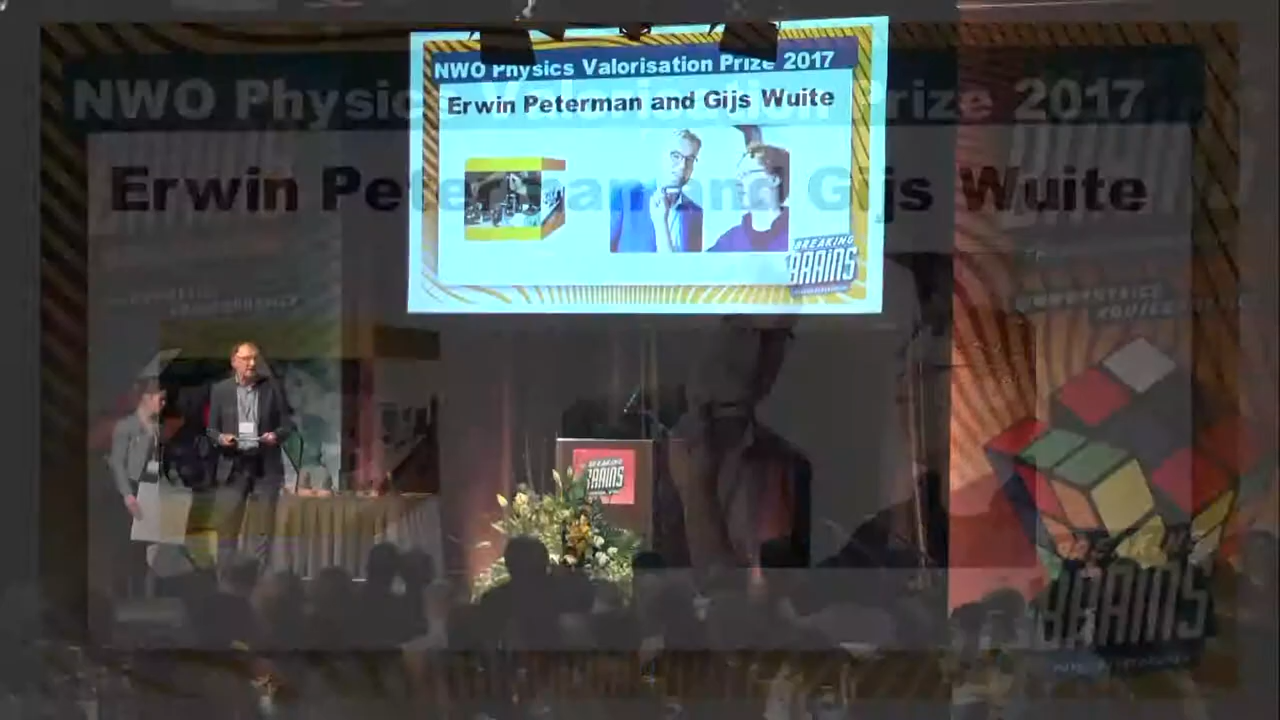 NWO Physics Valorisation Prize 2017
Erwin Peterman and Gijs Wuite
BREAKING
BRAINS
NWO Physics Valorisation Prize 2017
Erwin Peterman and Gijs Wuite
BREAKING
BRAINS
BRAINS